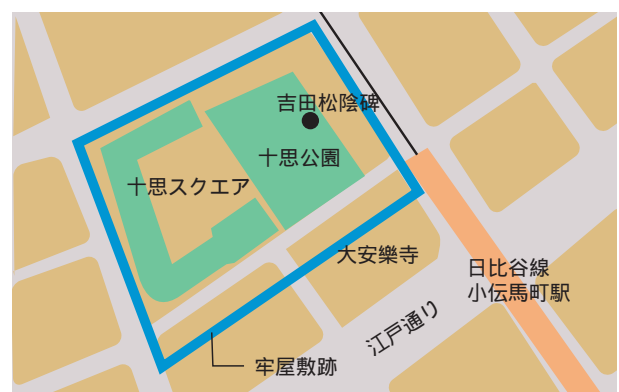 吉田松陰碑
十思公園
十思スクエア
大安樂寺
日比谷線
小伝馬町駅
江戸通り
牢屋敷跡